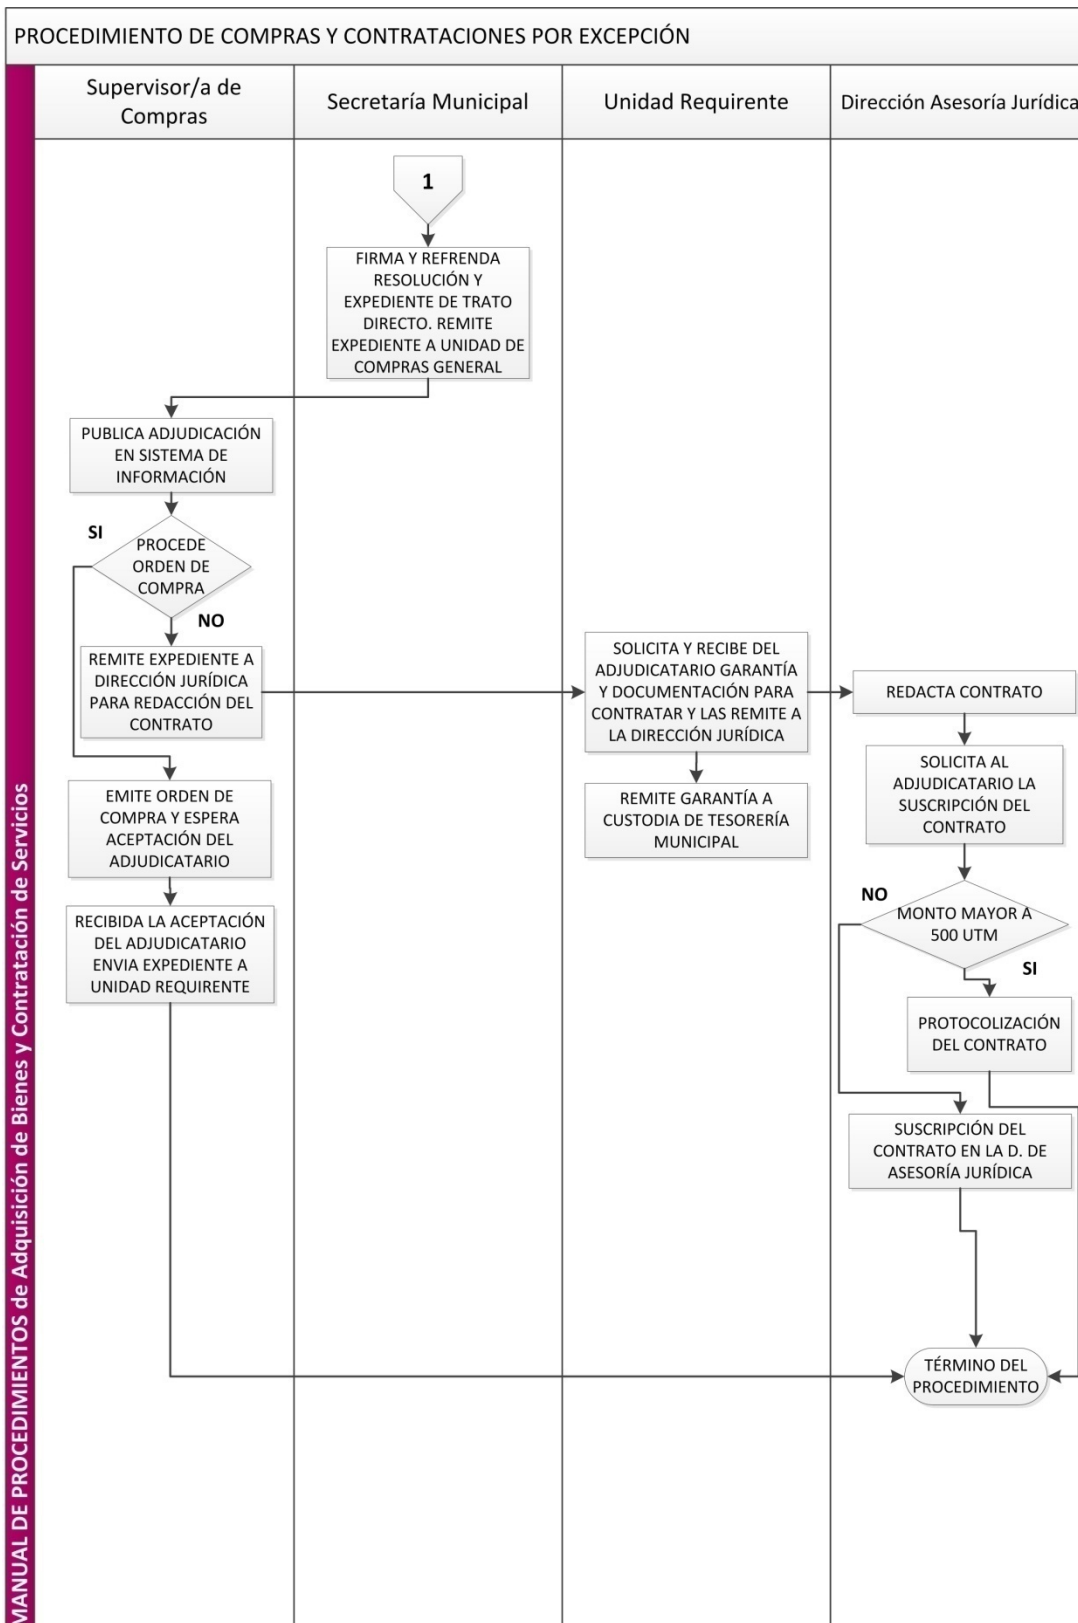 PROCEDIMIENTO DE COMPRAS Y CONTRATACIONES POR EXCEPCIÓN
MANUAL DE PROCEDIMIENTOS de Adquisición de Bienes y Contratación de Servicios
Supervisor/a de
Compras
Secretaría Municipal
Unidad Requirente
Dirección Asesoría Jurídica
1
FIRMA Y REFRENDA
RESOLUCIÓN Y
EXPEDIENTE DE TRATO
DIRECTO. REMITE
EXPEDIENTE A UNIDAD DE
COMPRAS GENERAL
PUBLICA ADJUDICACIÓN
EN SISTEMA DE
INFORMACIÓN
SI
PROCEDE
ORDEN DE
COMPRA
NO
REMITE EXPEDIENTE A
DIRECCIÓN JURÍDICA
PARA REDACCIÓN DEL
CONTRATO
SOLICITA Y RECIBE DEL
ADJUDICATARIO GARANTÍA
Y DOCUMENTACIÓN PARA
CONTRATAR Y LAS REMITE A
LA DIRECCIÓN JURÍDICA
REDACTA CONTRATO
EMITE ORDEN DE
COMPRA Y ESPERA
ACEPTACIÓN DEL
ADJUDICATARIO
REMITE GARANTÍA A
CUSTODIA DE TESORERÍA
MUNICIPAL
SOLICITA AL
ADJUDICATARIO LA
SUSCRIPCIÓN DEL
CONTRATO
RECIBIDA LA ACEPTACIÓN
DEL ADJUDICATARIO
ENVIA EXPEDIENTE A
UNIDAD REQUIRENTE
NO
MONTO MAYOR A
500 UTM
SI
PROTOCOLIZACIÓN
DEL CONTRATO
SUSCRIPCIÓN DEL
CONTRATO EN LA D. DE
ASESORÍA JURÍDICA
TÉRMINO DEL
PROCEDIMIENTO